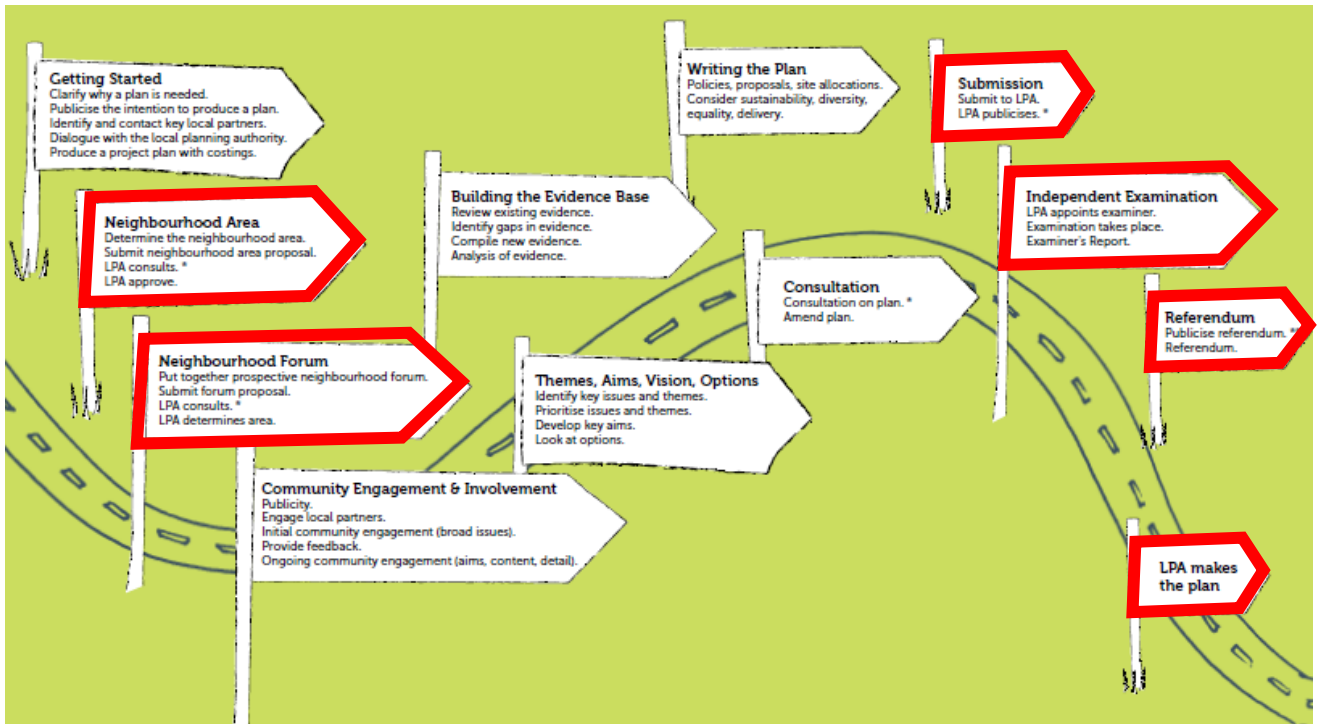 Getting Started
Clarify why a plan is needed.
Publicise the intention to produce a plan.
Identify and contact key local partners.
Dialogue with the local planning authority.
Produce a project plan with costings.
Neighbourhood Area
Determine the neighbourhood area.
Submit neighbourhood area proposal.
LPA consults. *
LPA approve.
Neighbourhood Forum
Put together prospective neighbourhood forum.
Submit forum proposal.
LPA consults. *
LPA determines area.
Community Engagement & Involvement
Publicity.
Engage local partners.
Initial community engagement (broad issues).
Provide feedback.
Ongoing community engagement (aims, content, detail).
Building the Evidence Base
Review existing evidence.
Identify gaps in evidence.
Compile new evidence.
Analysis of evidence.
Themes, Aims, Vision, Options
Identify key issues and themes.
Prioritise issues and themes.
Develop key aims.
Look at options.
Writing the Plan
Policies, proposals, site allocations.
Consider sustainability, diversity,
equality, delivery.
Consultation
Consultation on plan. *
Amend plan.
Submission
Submit to LPA.
LPA publicises. *
Independent Examination
LPA appoints examiner.
Examination takes place.
Examiner's Report.
Referendum
Publicise referendum. **
Referendum.
LPA makes
the plan